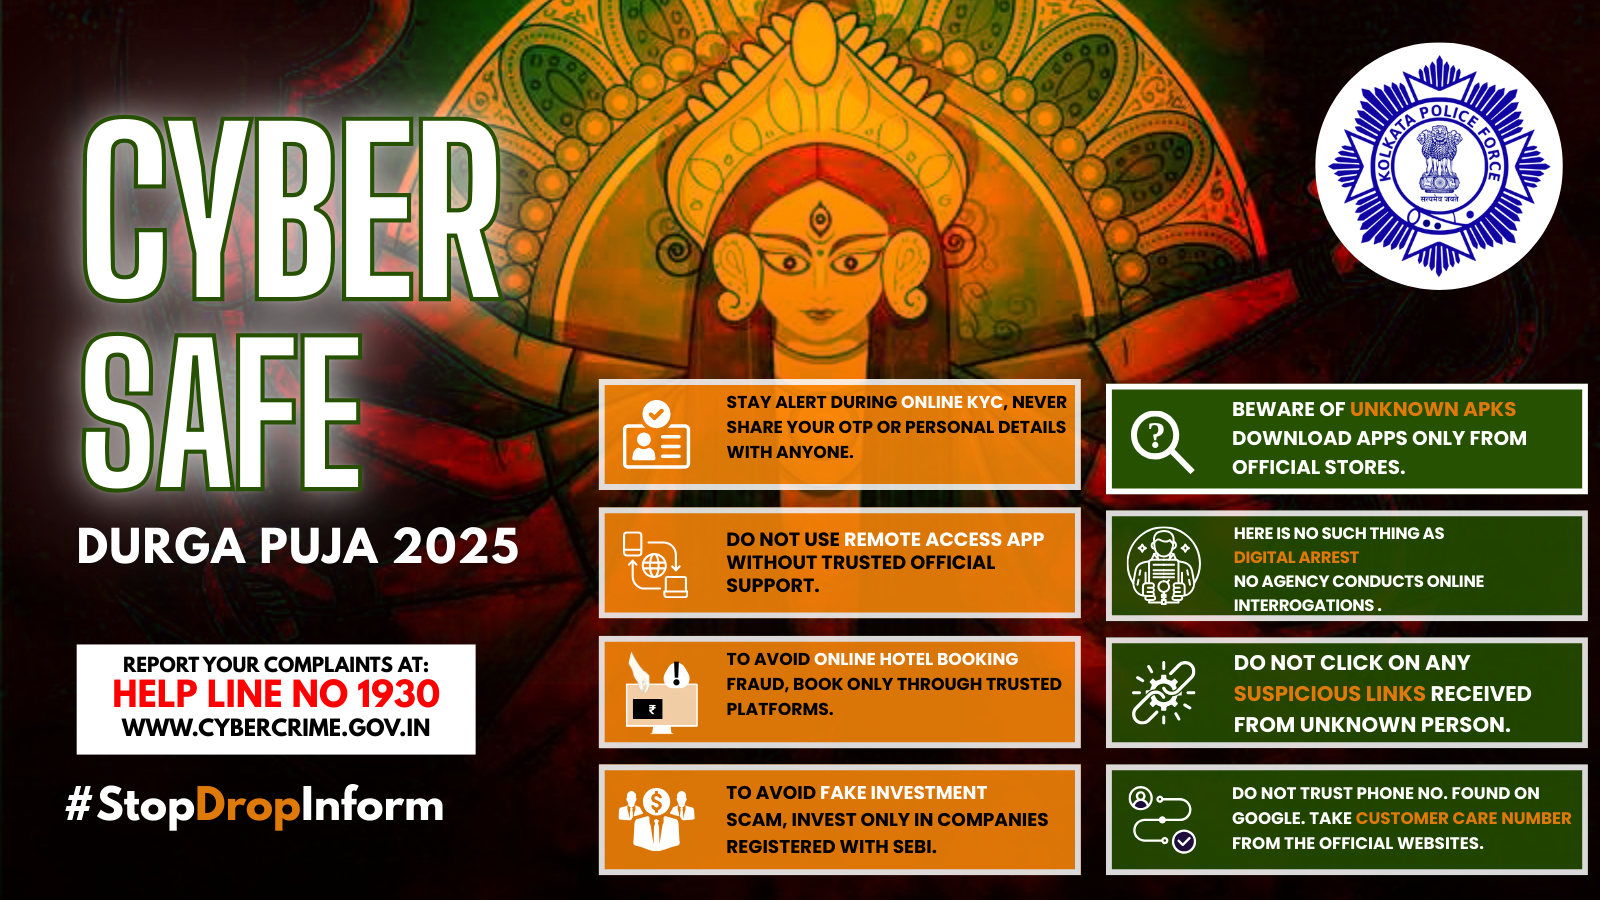 CYBER
SAFE
DURGA PUJA 2025
REPORT YOUR COMPLAINTS AT:
HELP LINE NO 1930
WWW.CYBERCRIME.GOV.IN
#StopDropInform
KOLKATA POLICE FORCE
सत्यमेव जयते
STAY ALERT DURING ONLINE KYC, NEVER
SHARE YOUR OTP OR PERSONAL DETAILS
WITH ANYONE.
DO NOT USE REMOTE ACCESS APP
WITHOUT TRUSTED OFFICIAL
SUPPORT.
TO AVOID ONLINE HOTEL BOOKING
FRAUD, BOOK ONLY THROUGH TRUSTED
PLATFORMS.
TO AVOID FAKE INVESTMENT
SCAM, INVEST ONLY IN COMPANIES
REGISTERED WITH SEBI.
BEWARE OF UNKNOWN APKS
DOWNLOAD APPS ONLY FROM
OFFICIAL STORES.
HERE IS NO SUCH THING AS
DIGITAL ARREST
NO AGENCY CONDUCTS ONLINE
INTERROGATIONS .
DO NOT CLICK ON ANY
SUSPICIOUS LINKS RECEIVED
FROM UNKNOWN PERSON.
DO NOT TRUST PHONE NO. FOUND ON
GOOGLE. TAKE CUSTOMER CARE NUMBER
FROM THE OFFICIAL WEBSITES.